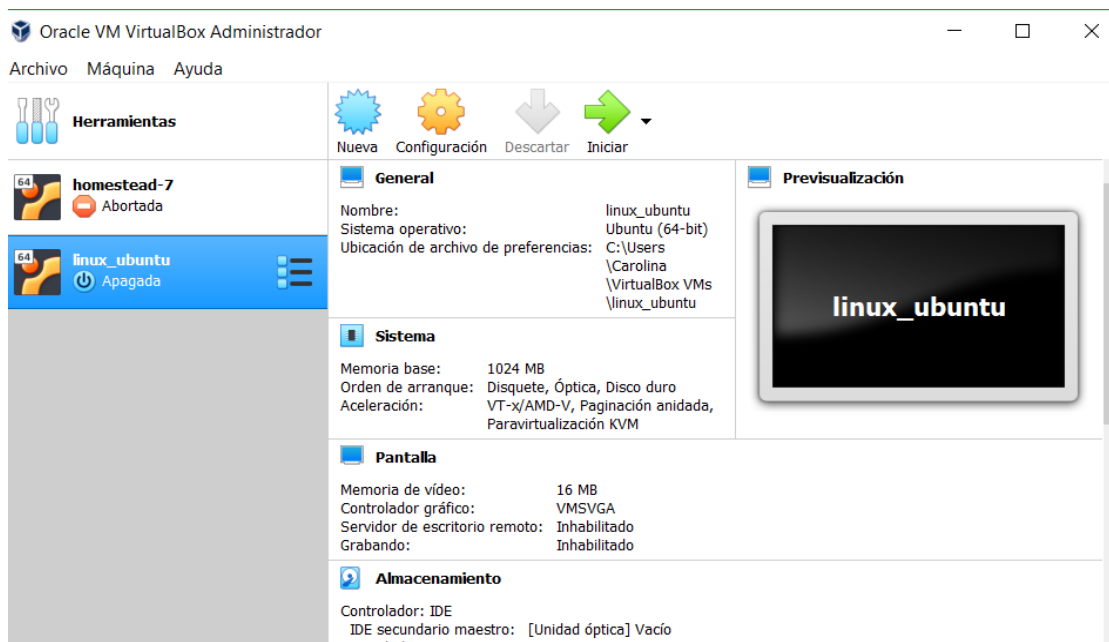 Oracle VM VirtualBox Administrador
Archivo Máquina Ayuda
Herramientas
Nueva Configuración Descartar Iniciar
64
homestead-7
Abortada
64
linux_ubuntu
Apagada
General
Nombre: linux_ubuntu
Sistema operativo: Ubuntu (64-bit)
Ubicación de archivo de preferencias: C:\Users
\Carolina
\VirtualBox VMs
\linux_ubuntu
Previsualización
linux_ubuntu
Sistema
Memoria base: 1024 MB
Orden de arranque: Disquete, Óptica, Disco duro
Aceleración: VT-x/AMD-V, Paginación anidada,
Paravirtualización KVM
Pantalla
Memoria de vídeo: 16 MB
Controlador gráfico: VMSVGA
Servidor de escritorio remoto: Inhabilitado
Grabando: Inhabilitado
Almacenamiento
Controlador: IDE
IDE secundario maestro: [Unidad óptica] Vacío